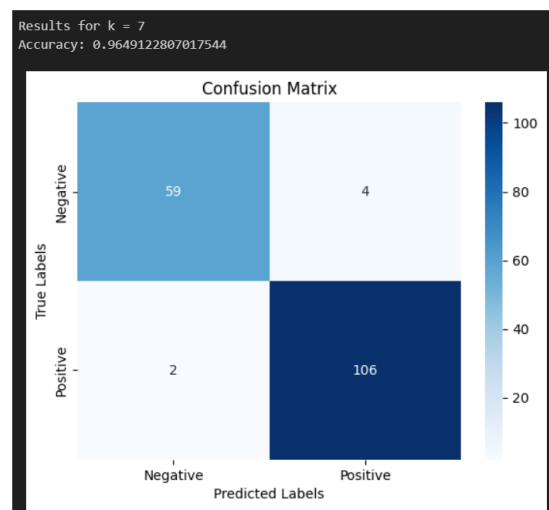 Results for k = 7
Accuracy: 0.9649122807017544
Confusion Matrix
True Labels
Negative
59
4
Positive
2
106
Negative
Positive
Predicted Labels
100
80
60
40
20